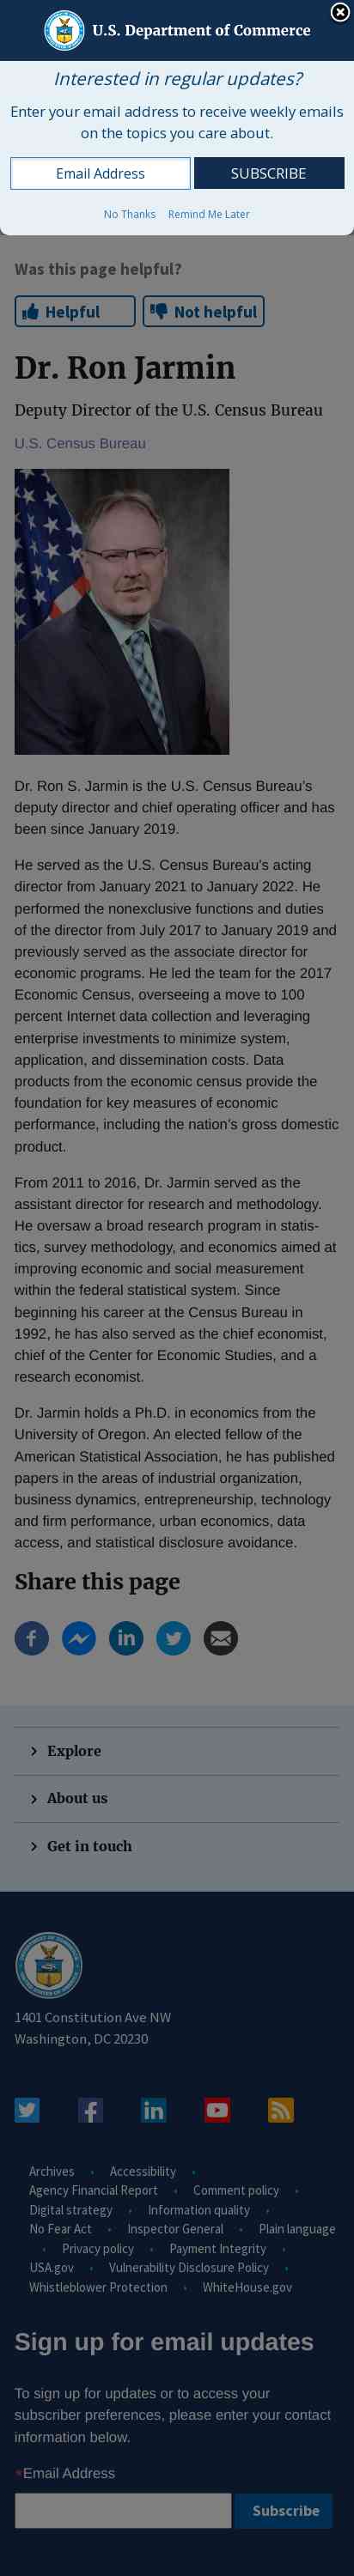 U.S. Department of Commerce
Interested in regular updates?
Enter your email address to receive weekly emails
on the topics you care about.
Email Address
SUBSCRIBE
No Thanks
Remind Me Later
Was this page helpful?
Helpful
Not helpful
Dr. Ron Jarmin
Deputy Director of the U.S. Census Bureau
U.S. Census Bureau
Dr. Ron S. Jarmin is the U.S. Census Bureau's
deputy director and chief operating officer and has
been since January 2019.
He served as the U.S. Census Bureau's acting
director from January 2021 to January 2022. He
performed the nonexclusive functions and duties
of the director from July 2017 to January 2019 and
previously served as the associate director for
economic programs. He led the team for the 2017
Economic Census, overseeing a move to 100
percent Internet data collection and leveraging
enterprise investments to minimize system,
application, and dissemination costs. Data
products from the economic census provide the
foundation for key measures of economic
performance, including the nation's gross domestic
product.
From 2011 to 2016, Dr. Jarmin served as the
assistant director for research and methodology.
He oversaw a broad research program in statis-
tics, survey methodology, and economics aimed at
improving economic and social measurement
within the federal statistical system. Since
beginning his career at the Census Bureau in
1992, he has also served as the chief economist,
chief of the Center for Economic Studies, and a
research economist.
Dr. Jarmin holds a Ph.D. in economics from the
University of Oregon. An elected fellow of the
American Statistical Association, he has published
papers in the areas of industrial organization,
business dynamics, entrepreneurship, technology
and firm performance, urban economics, data
access, and statistical disclosure avoidance.
Share this page
Explore
About us
Get in touch
1401 Constitution Ave NW
Washington, DC 20230
Archives • Accessibility •
Agency Financial Report • Comment policy •
Digital strategy • Information quality •
No Fear Act • Inspector General • Plain language
• Privacy policy • Payment Integrity •
USA.gov • Vulnerability Disclosure Policy •
Whistleblower Protection • WhiteHouse.gov
Sign up for email updates
To sign up for updates or to access your
subscriber preferences, please enter your contact
information below.
*Email Address
Subscribe